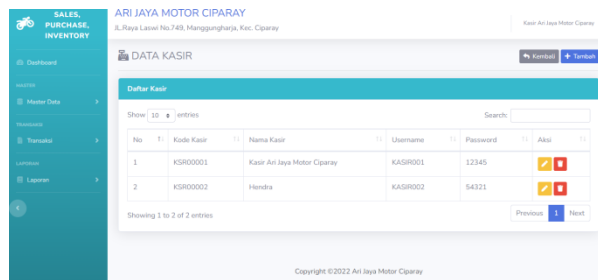 SALES,
PURCHASE,
INVENTORY
Dashboard
MASTER
Master Data
TRANSAKSI
Transaksi
LAPORAN
Laporan
ARI JAYA MOTOR CIPARAY
JL.Raya Laswi No.749, Manggungharja, Kec. Ciparay
Kasir Ari Jaya Motor Ciparay
DATA KASIR
Kembali + Tambah
Daftar Kasir
Show 10 entries Search:
No Kode Kasir Nama Kasir Username Password Aksi
1 KSR00001 Kasir Ari Jaya Motor Ciparay KASIR001 12345
2 KSR00002 Hendra KASIR002 54321
Showing 1 to 2 of 2 entries Previous 1 Next
Copyright ©2022 Ari Jaya Motor Ciparay